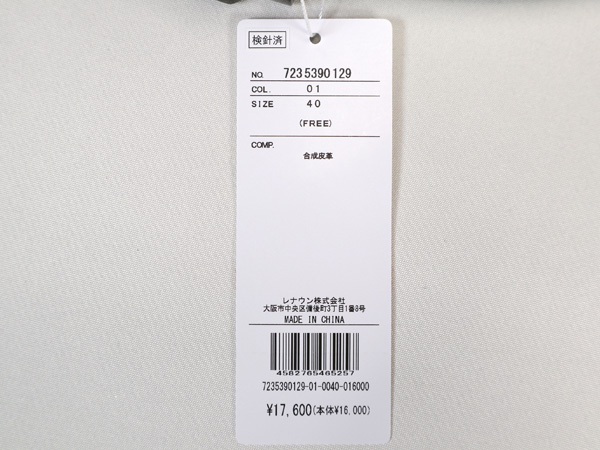 検針済
NO. 7235390129
COL. 01
SIZE 40
(FREE)
COMP.
合成皮革
レナウン株式会社
大阪市中央区備後町3丁目1番8号
MADE IN CHINA
4582765465257
7235390129-01-0040-016000
¥17,600(本体¥16,000)